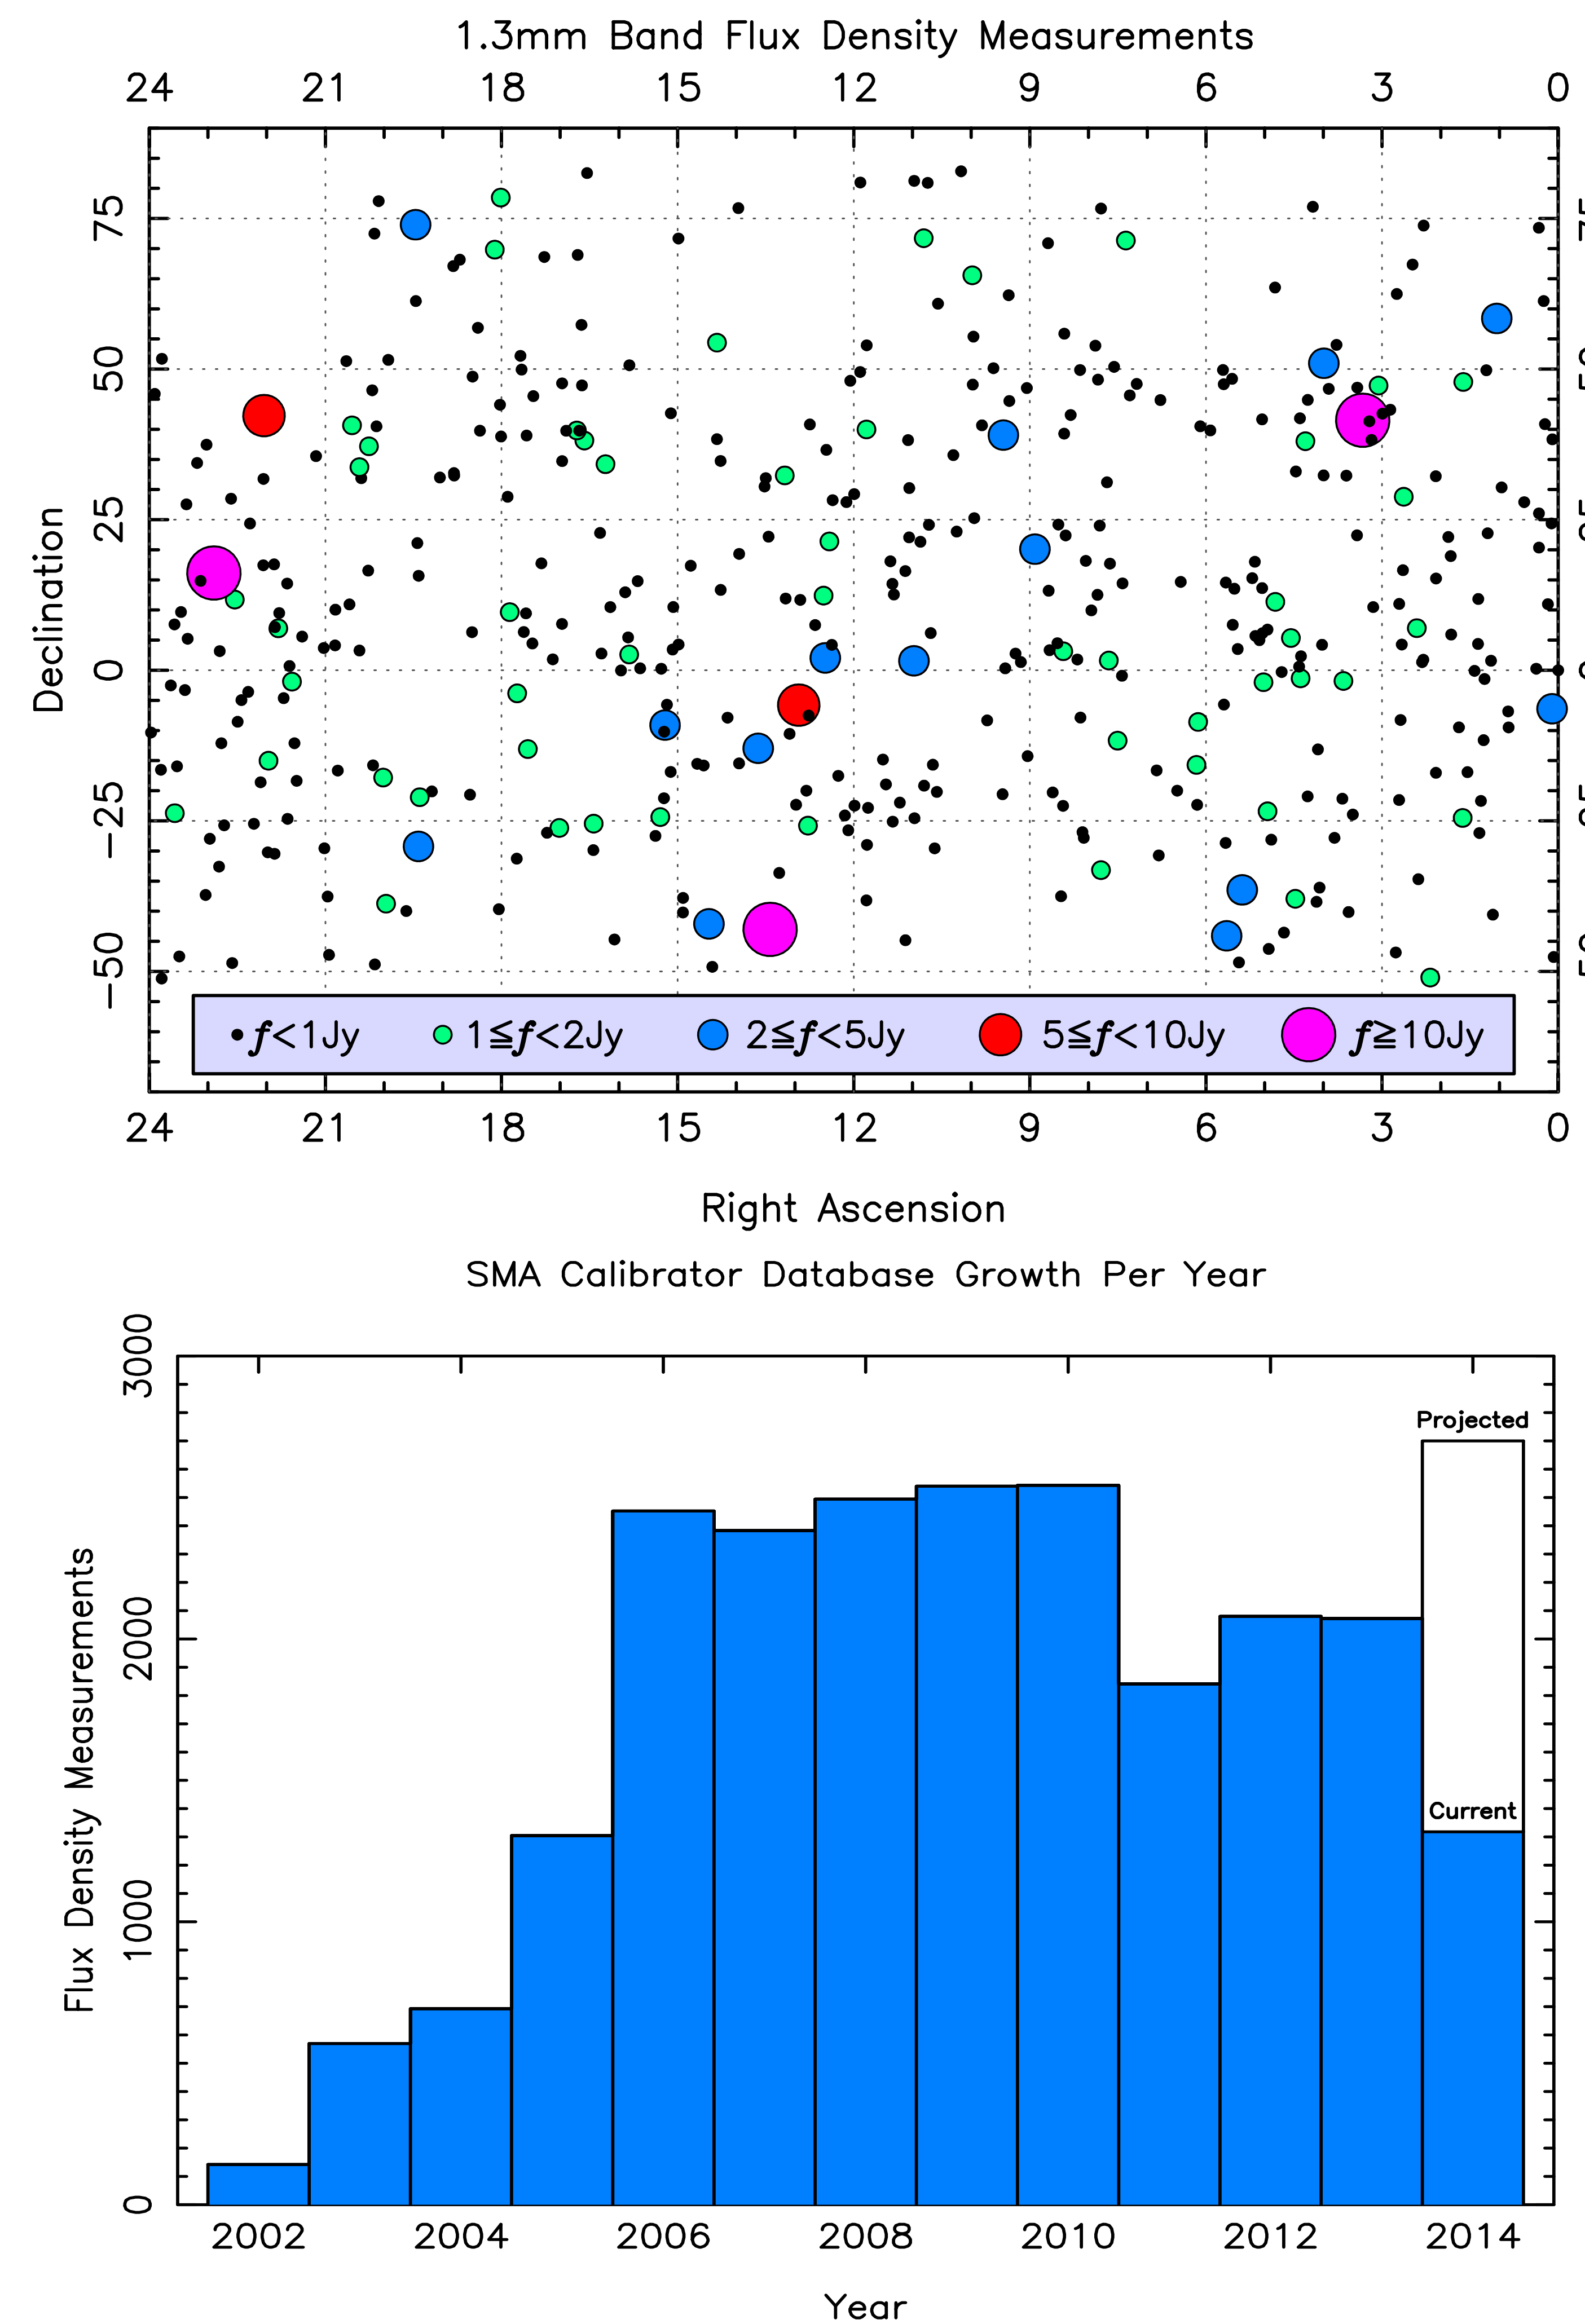 1.3mm Band Flux Density Measurements
24 21 18 15 12 9 6 3 0
75
50
25
0
−25
−50
Declination
f<1Jy 1≦f<2Jy 2≦f<5Jy 5≦f<10Jy f≧10Jy
24 21 18 15 12 9 6 3 0
Right Ascension
SMA Calibrator Database Growth Per Year
3000
2000
1000
0
Flux Density Measurements
Projected
Current
2002 2004 2006 2008 2010 2012 2014
Year